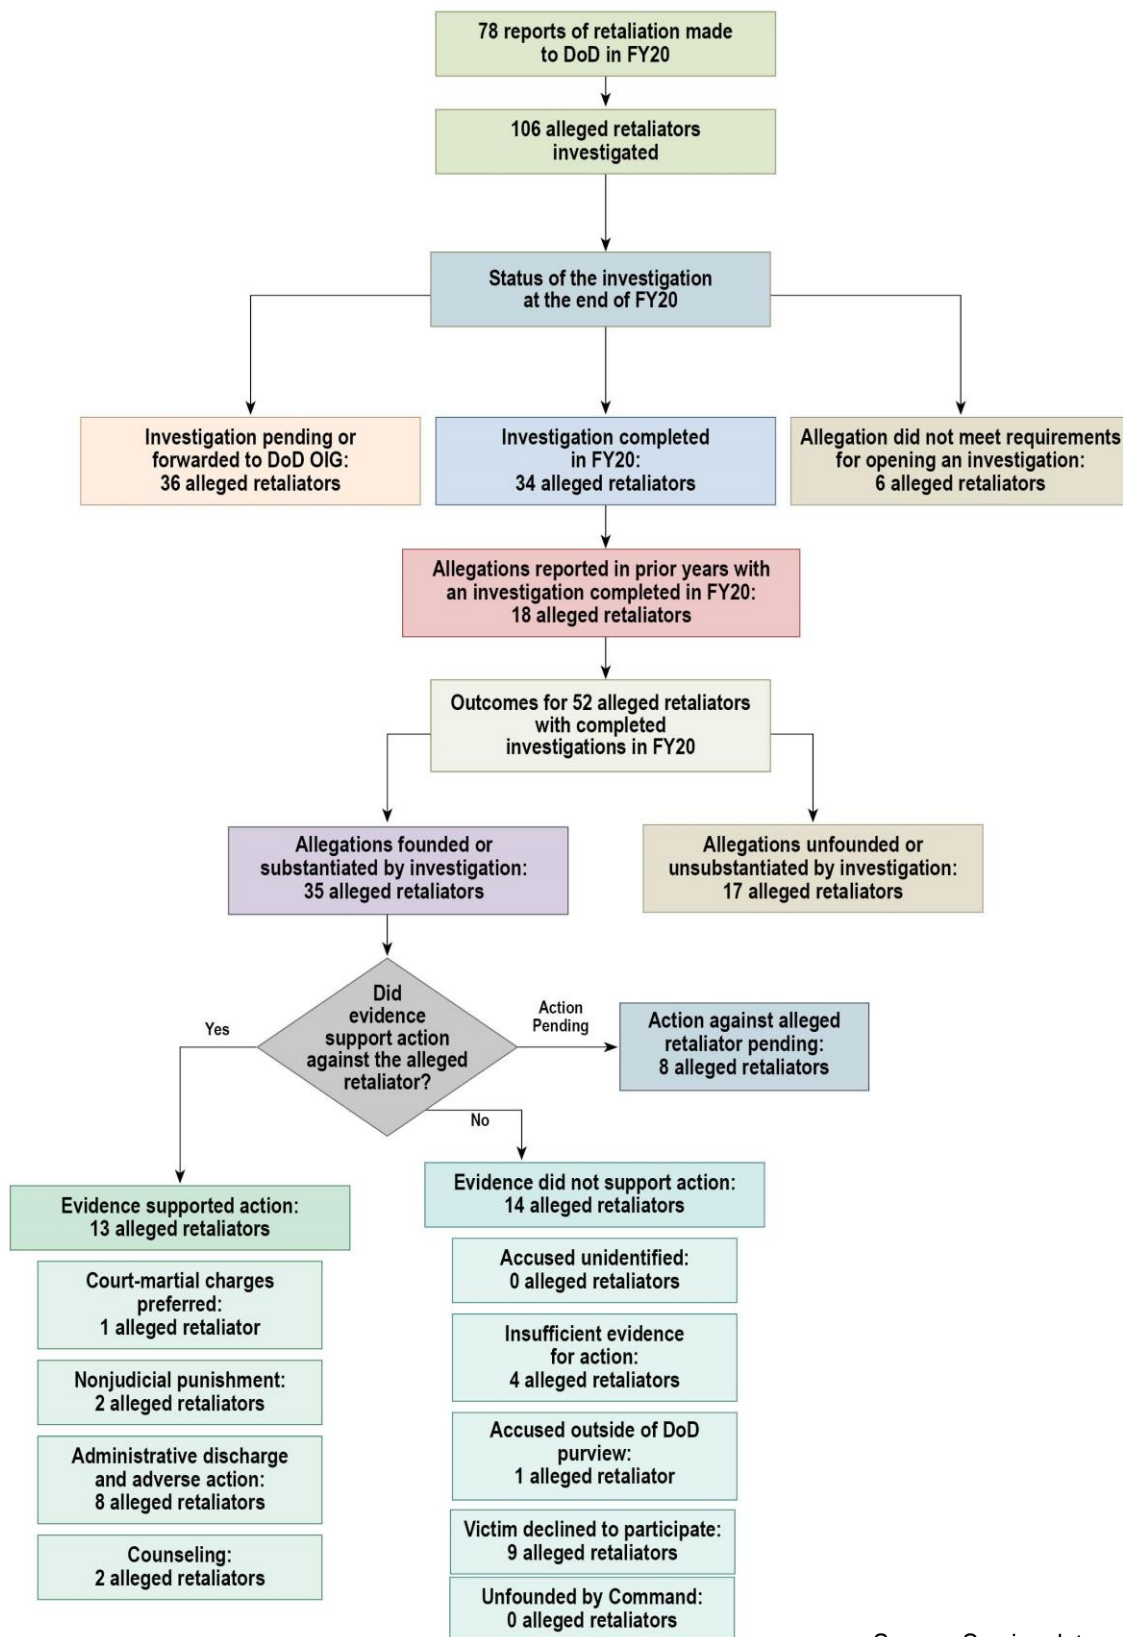 78 reports of retaliation made
to DoD in FY20
106 alleged retaliators
investigated
Status of the investigation
at the end of FY20
Investigation pending or
forwarded to DoD OIG:
36 alleged retaliators
Investigation completed
in FY20:
34 alleged retaliators
Allegation did not meet requirements
for opening an investigation:
6 alleged retaliators
Allegations reported in prior years with
an investigation completed in FY20:
18 alleged retaliators
Outcomes for 52 alleged retaliators
with completed
investigations in FY20
Allegations founded or
substantiated by investigation:
35 alleged retaliators
Allegations unfounded or
unsubstantiated by investigation:
17 alleged retaliators
Did
evidence
support action
against the alleged
retaliator?
Yes
Action
Pending
No
Action against alleged
retaliator pending:
8 alleged retaliators
Evidence supported action:
13 alleged retaliators
Court-martial charges
preferred:
1 alleged retaliator
Nonjudicial punishment:
2 alleged retaliators
Administrative discharge
and adverse action:
8 alleged retaliators
Counseling:
2 alleged retaliators
Evidence did not support action:
14 alleged retaliators
Accused unidentified:
0 alleged retaliators
Insufficient evidence
for action:
4 alleged retaliators
Accused outside of DoD
purview:
1 alleged retaliator
Victim declined to participate:
9 alleged retaliators
Unfounded by Command:
0 alleged retaliators